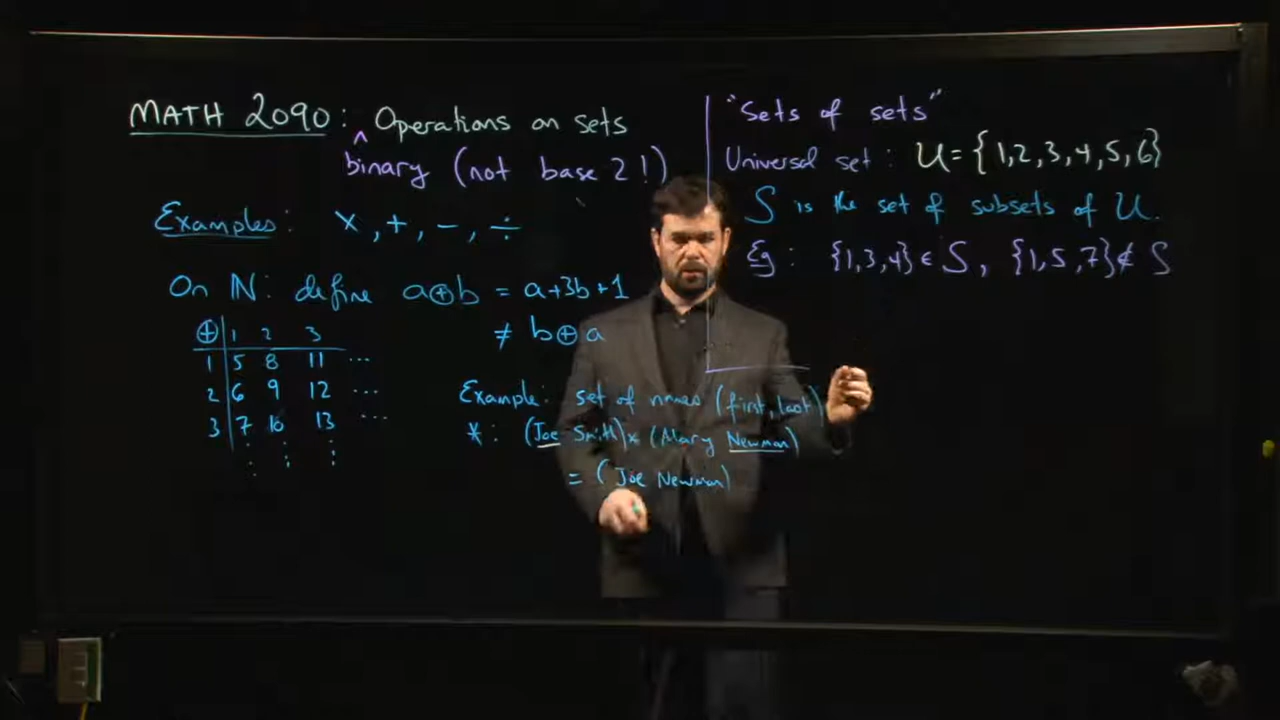 MATH 2090: Operations on sets
^ binary (not base 2!)
Examples: ×, +, −, ÷
On ℕ: define a⊕b = a+3b+1
≠ b⊕a
⊕ 1 2 3
1 5 8 11 ...
2 6 9 12 ...
3 7 10 13 ...
⋮ ⋮ ⋮
Example: set of names (first, last)
*: (Joe Smith)* (Mary Newman)
= (Joe Newman)
"Sets of sets"
Universal set: U = {1,2,3,4,5,6}
S is the set of subsets of U.
Eg: {1,3,4} ∈ S, {1,5,7} ∉ S